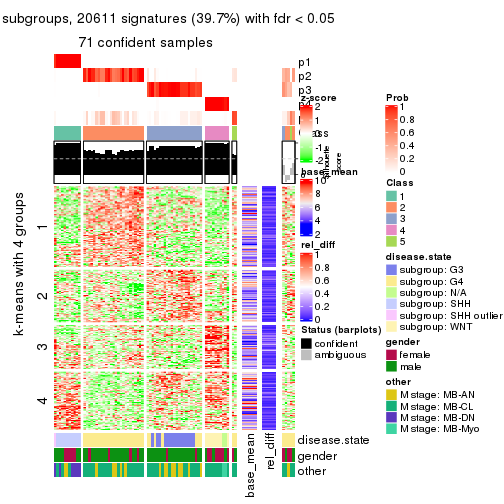 subgroups, 20611 signatures (39.7%) with fdr < 0.05
71 confident samples
p1
p2
p3
p4
z-score
2
1
0
-1
-2
silhouette
score
base_mean
10
8
6
4
2
rel_diff
1
0.8
0.6
0.4
0.2
0
Status (barplots)
confident
ambiguous
Prob
1
0.8
0.6
0.4
0.2
0
Class
1
2
3
4
5
disease.state
subgroup: G3
subgroup: G4
subgroup: N/A
subgroup: SHH
subgroup: SHH outlier
subgroup: WNT
gender
female
male
other
M stage: MB-AN
M stage: MB-CL
M stage: MB-DN
M stage: MB-Myo
k-means with 4 groups
1
2
3
4
base_mean
rel_diff
disease.state
gender
other